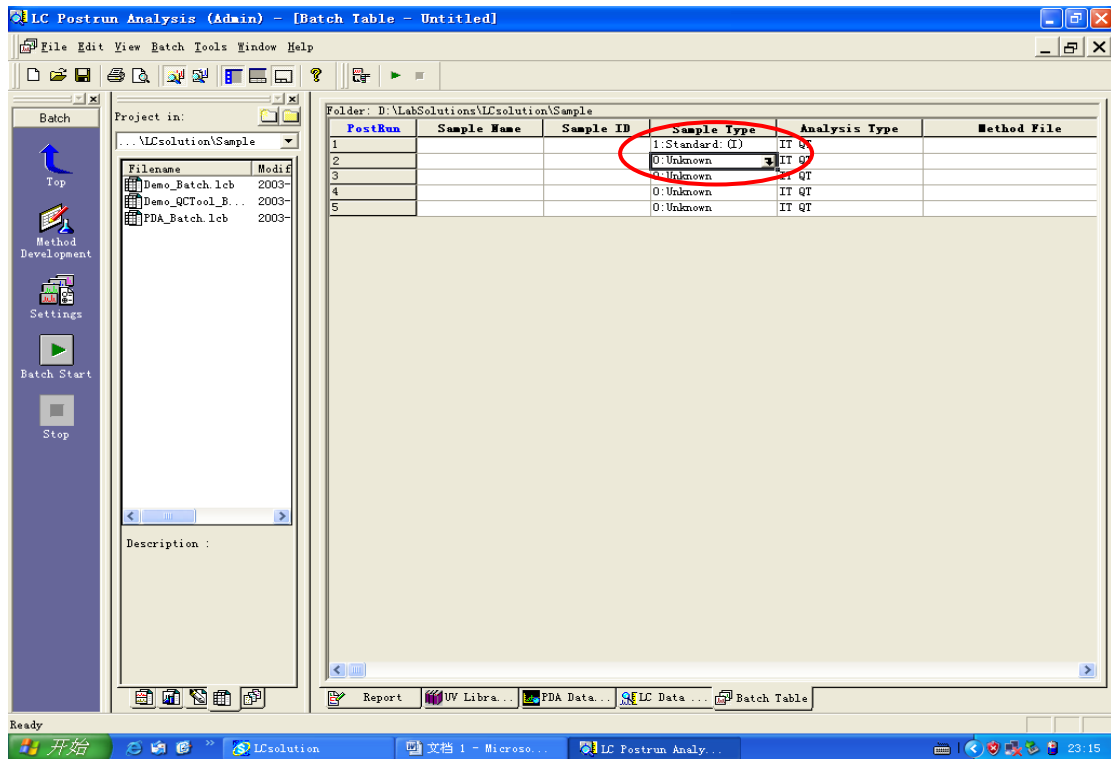 LC Postrun Analysis (Admin) - [Batch Table - Untitled]
File Edit View Batch Tools Window Help
Batch
Top
Method
Development
Settings
Batch Start
Stop
Project in:
...\LCsolution\Sample
Filename Modif
Demo_Batch.lcb 2003-
Demo_QCTool_B... 2003-
PDA_Batch.lcb 2003-
Description :
Folder: D:\LabSolutions\LCsolution\Sample
PostRun Sample Name Sample ID Sample Type Analysis Type Method File
1 1:Standard:(I) IT QT
2 0:Unknown IT QT
3 0:Unknown IT QT
4 0:Unknown IT QT
5 0:Unknown IT QT
Report UV Libra... PDA Data... LC Data ... Batch Table
Ready
开始 LCsolution 文档 1 - Microso... LC Postrun Analy... 23:15